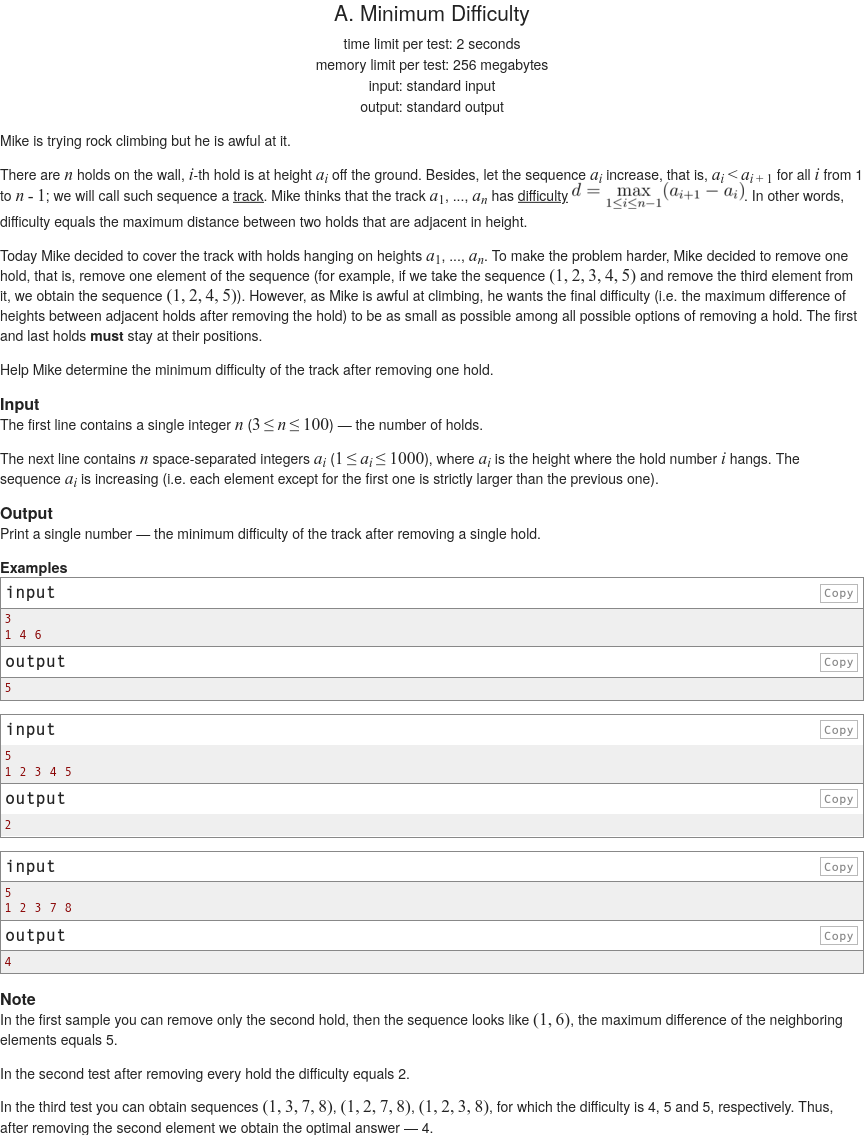 A. Minimum Difficulty
time limit per test: 2 seconds
memory limit per test: 256 megabytes
input: standard input
output: standard output
Mike is trying rock climbing but he is awful at it.
There are n holds on the wall, i-th hold is at height a_i off the ground. Besides, let the sequence a_i increase, that is, a_i < a_{i + 1} for all i from 1
to n - 1; we will call such sequence a track. Mike thinks that the track a_1, ..., a_n has difficulty d = max_{1≤i≤n−1}(a_{i+1} − a_i). In other words,
difficulty equals the maximum distance between two holds that are adjacent in height.
Today Mike decided to cover the track with holds hanging on heights a_1, ..., a_n. To make the problem harder, Mike decided to remove one
hold, that is, remove one element of the sequence (for example, if we take the sequence (1, 2, 3, 4, 5) and remove the third element from
it, we obtain the sequence (1, 2, 4, 5)). However, as Mike is awful at climbing, he wants the final difficulty (i.e. the maximum difference of
heights between adjacent holds after removing the hold) to be as small as possible among all possible options of removing a hold. The first
and last holds must stay at their positions.
Help Mike determine the minimum difficulty of the track after removing one hold.
Input
The first line contains a single integer n (3 ≤ n ≤ 100) — the number of holds.
The next line contains n space-separated integers a_i (1 ≤ a_i ≤ 1000), where a_i is the height where the hold number i hangs. The
sequence a_i is increasing (i.e. each element except for the first one is strictly larger than the previous one).
Output
Print a single number — the minimum difficulty of the track after removing a single hold.
Examples
input Copy
3
1 4 6
output Copy
5
input Copy
5
1 2 3 4 5
output Copy
2
input Copy
5
1 2 3 7 8
output Copy
4
Note
In the first sample you can remove only the second hold, then the sequence looks like (1, 6), the maximum difference of the neighboring
elements equals 5.
In the second test after removing every hold the difficulty equals 2.
In the third test you can obtain sequences (1, 3, 7, 8), (1, 2, 7, 8), (1, 2, 3, 8), for which the difficulty is 4, 5 and 5, respectively. Thus,
after removing the second element we obtain the optimal answer — 4.